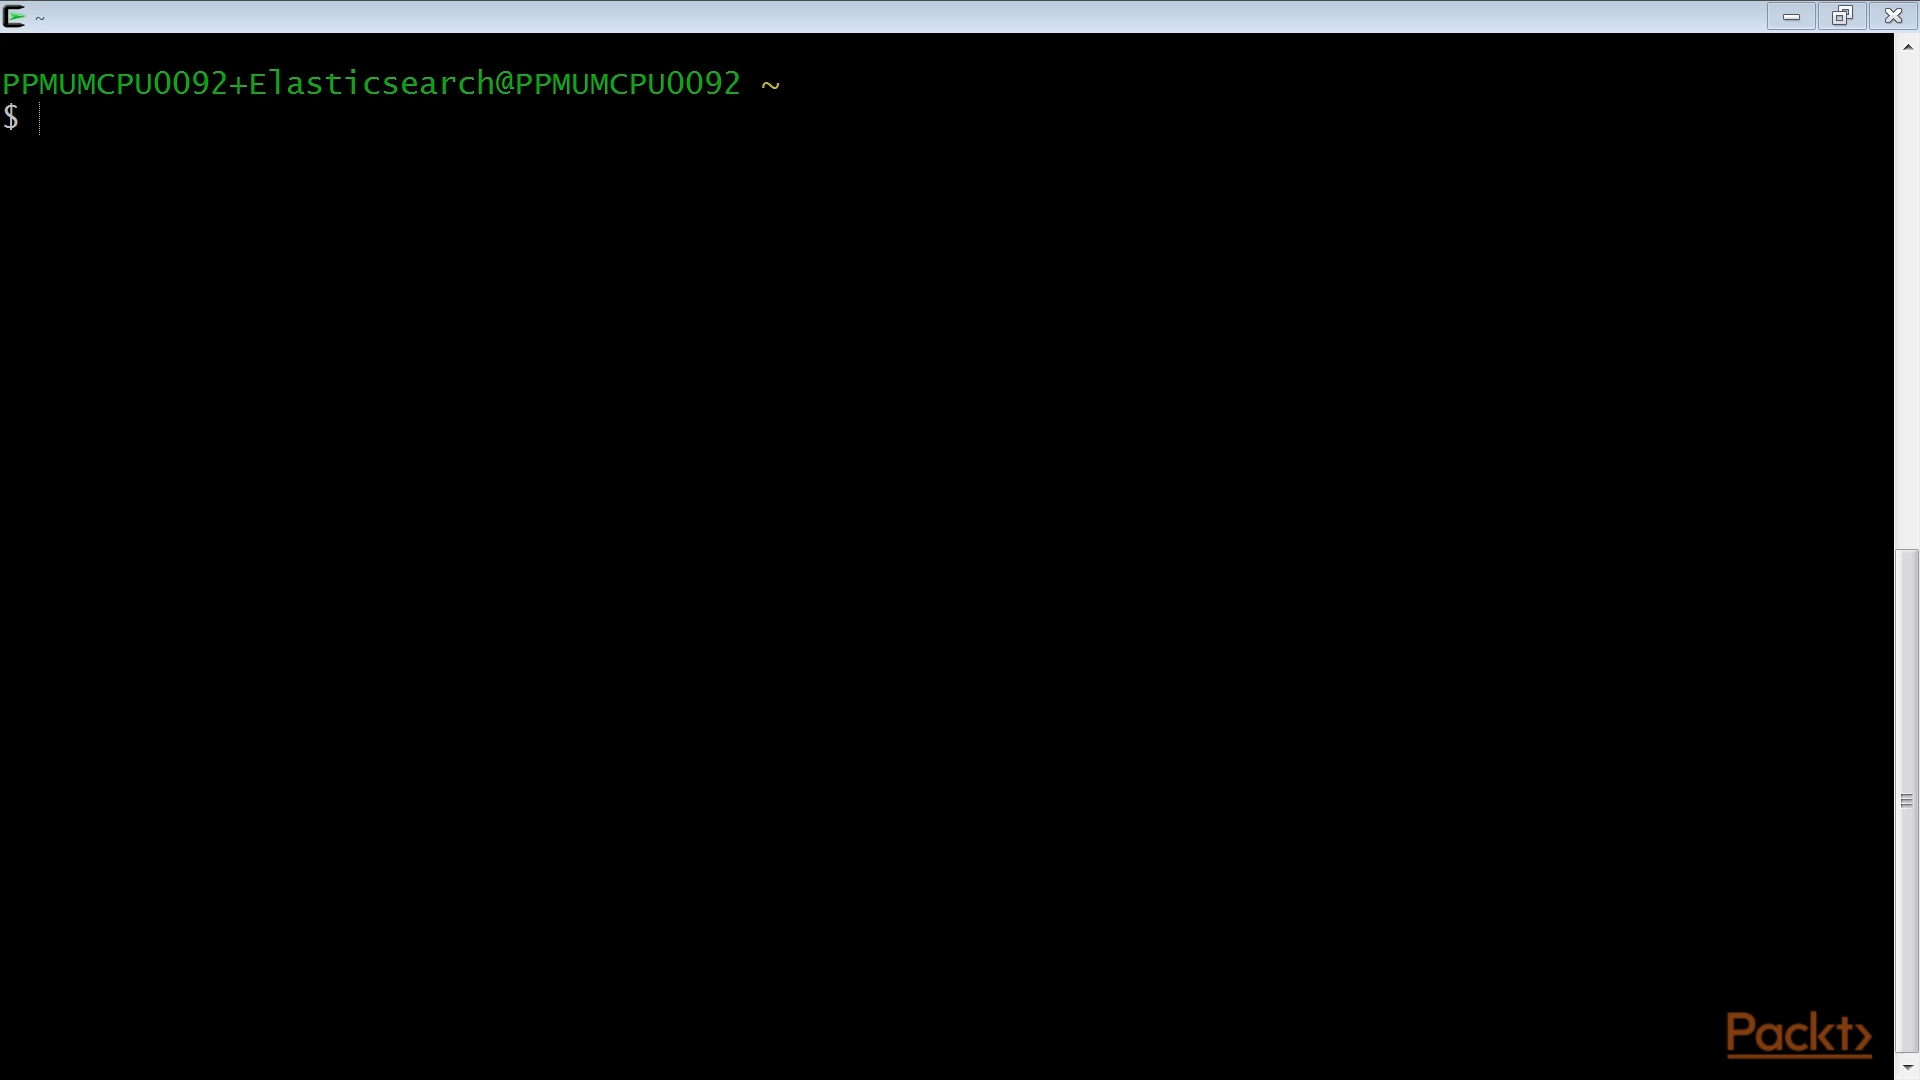 ~
PPMUMCPU0092+Elasticsearch@PPMUMCPU0092 ~
$
Packt>